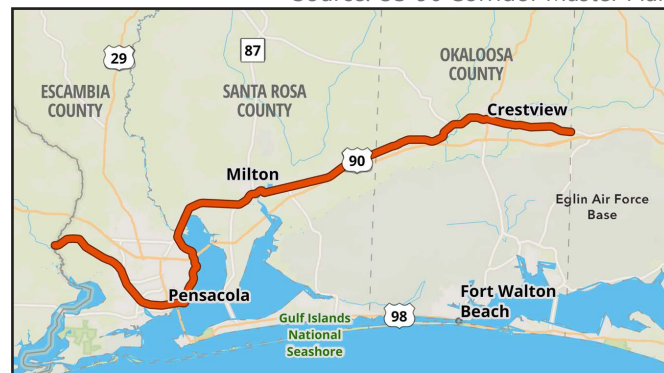 29
87
OKALOOSA
COUNTY
ESCAMBIA
COUNTY
SANTA ROSA
COUNTY
Crestview
90
Milton
Eglin Air Force
Base
Pensacola
Fort Walton
Beach
Gulf Islands
National
Seashore
98